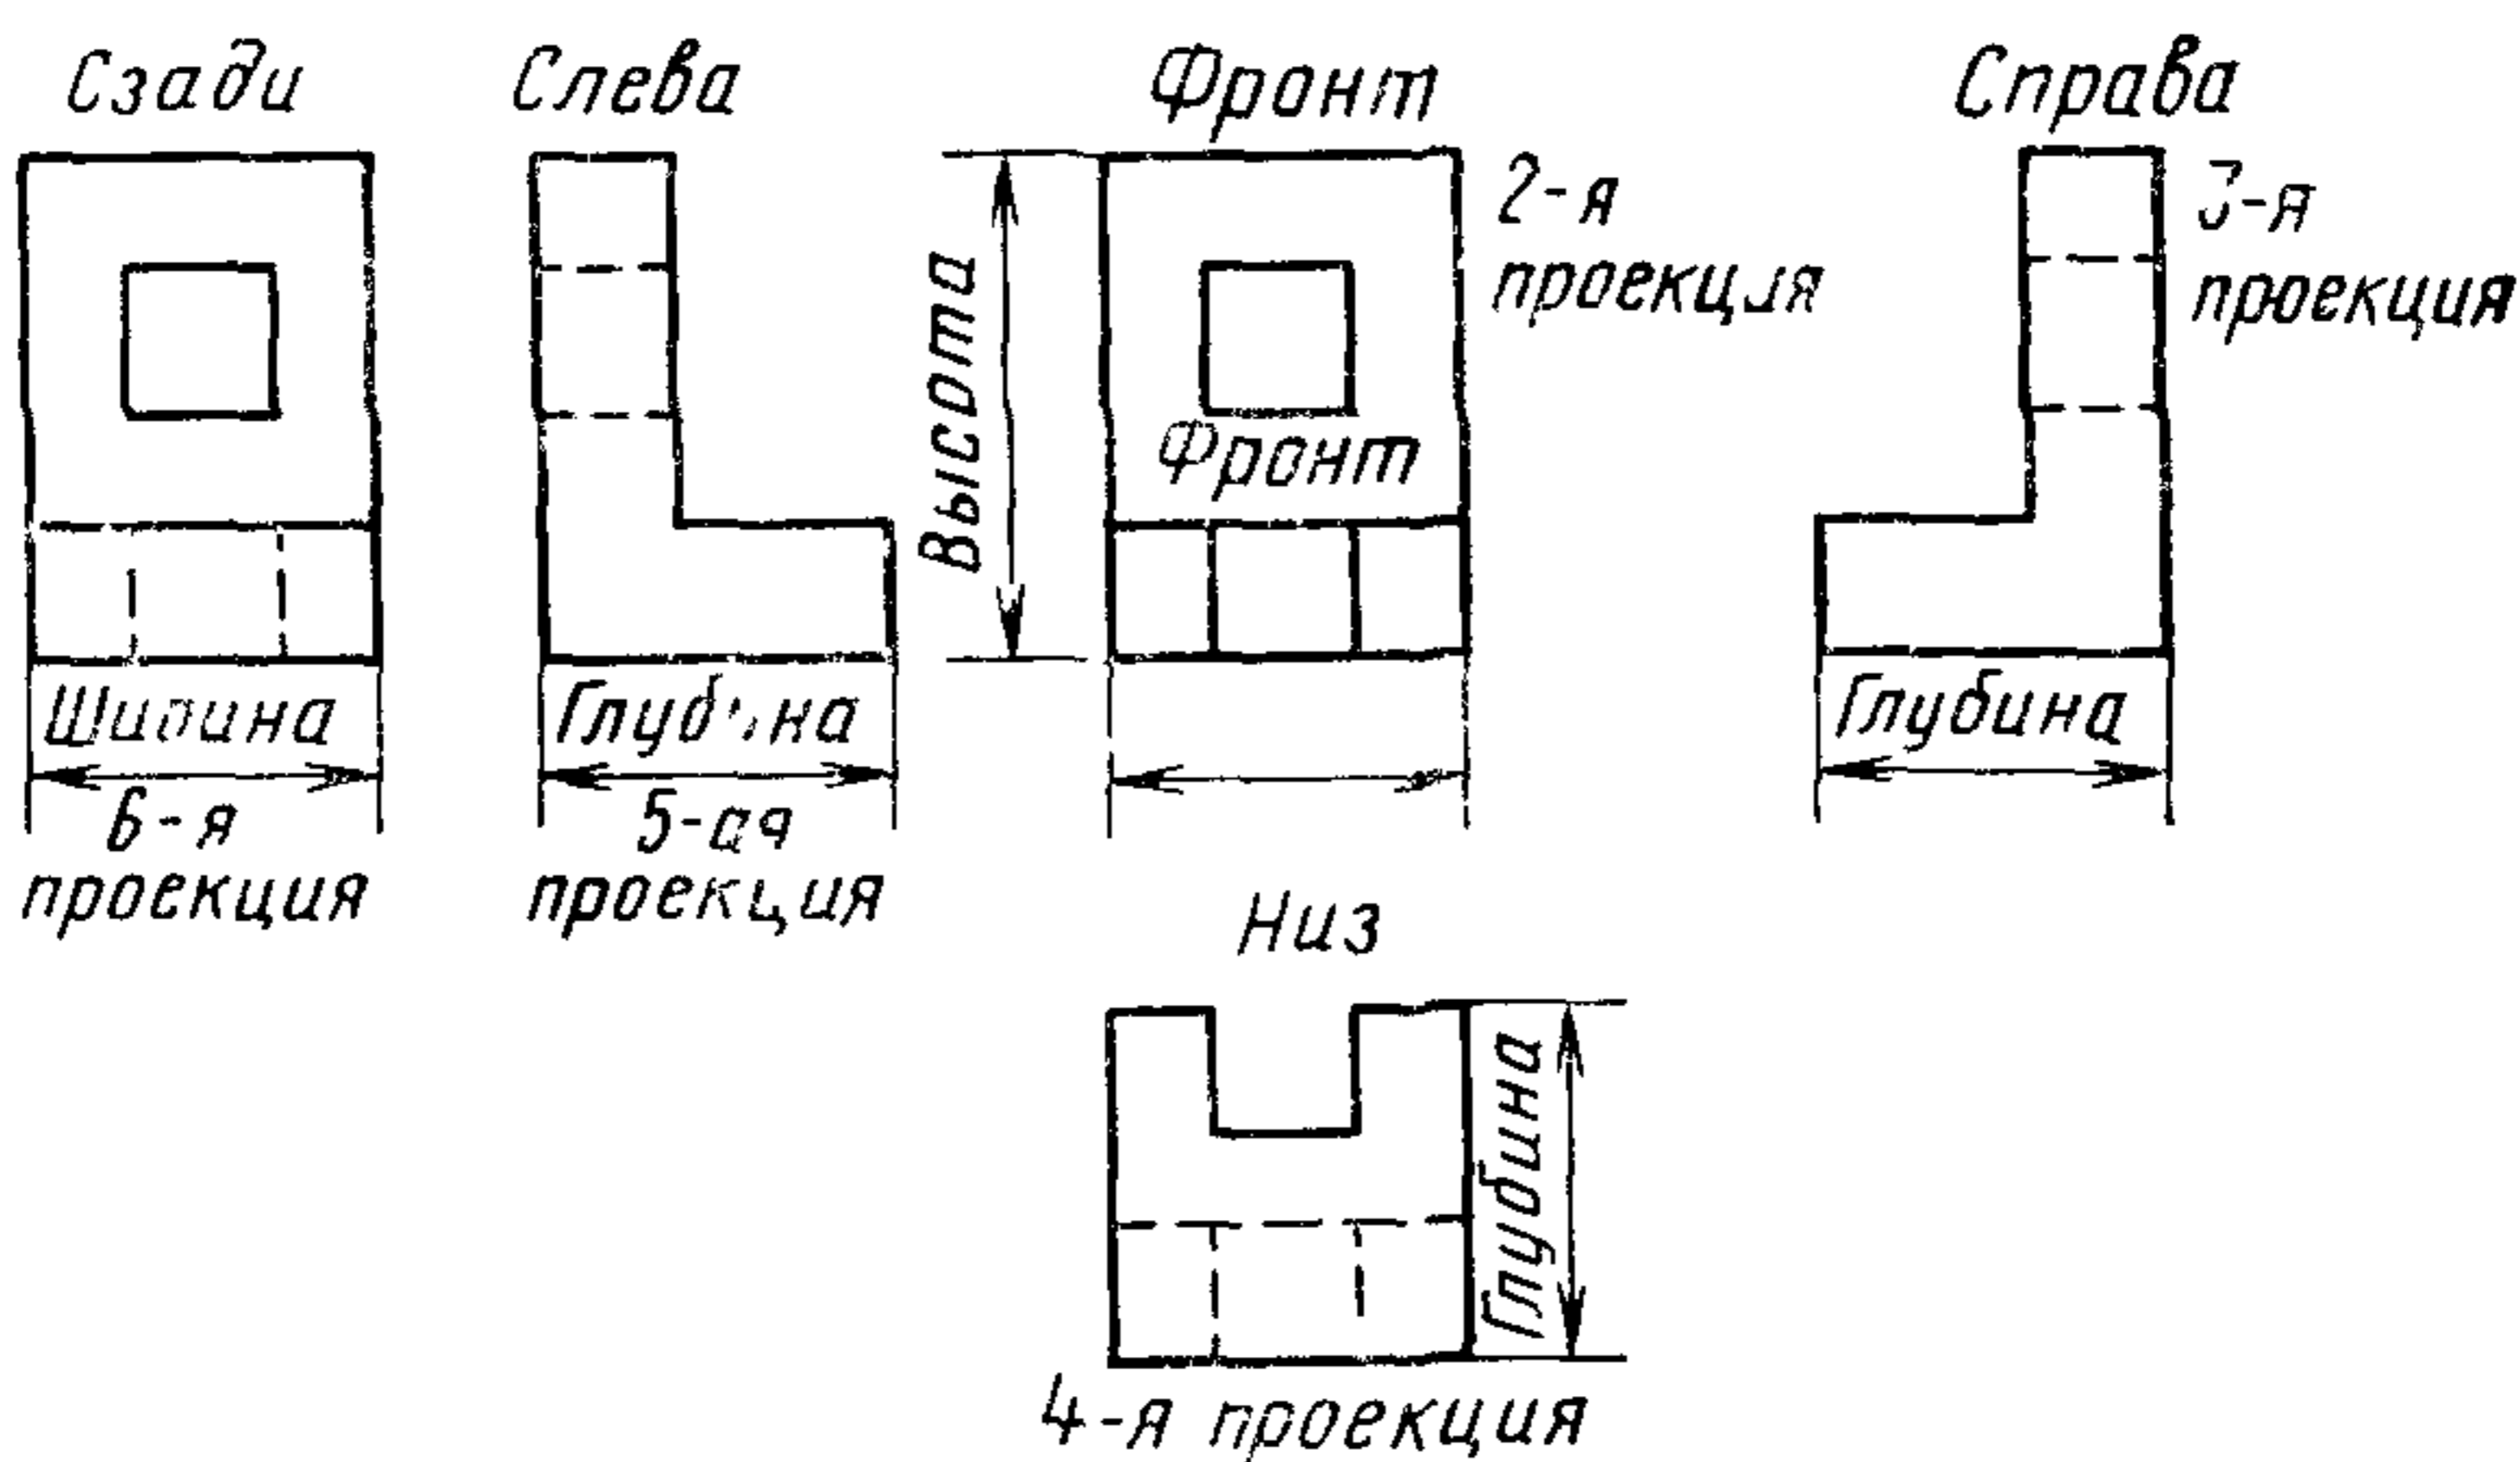 Сзади
Слева
Фронт
Справа
2-я
проекция
3-я
проекция
Высота
Фронт
Ширина
6-я
проекция
Глубина
5-ая
проекция
Глубина
Низ
Глубина
4-я проекция